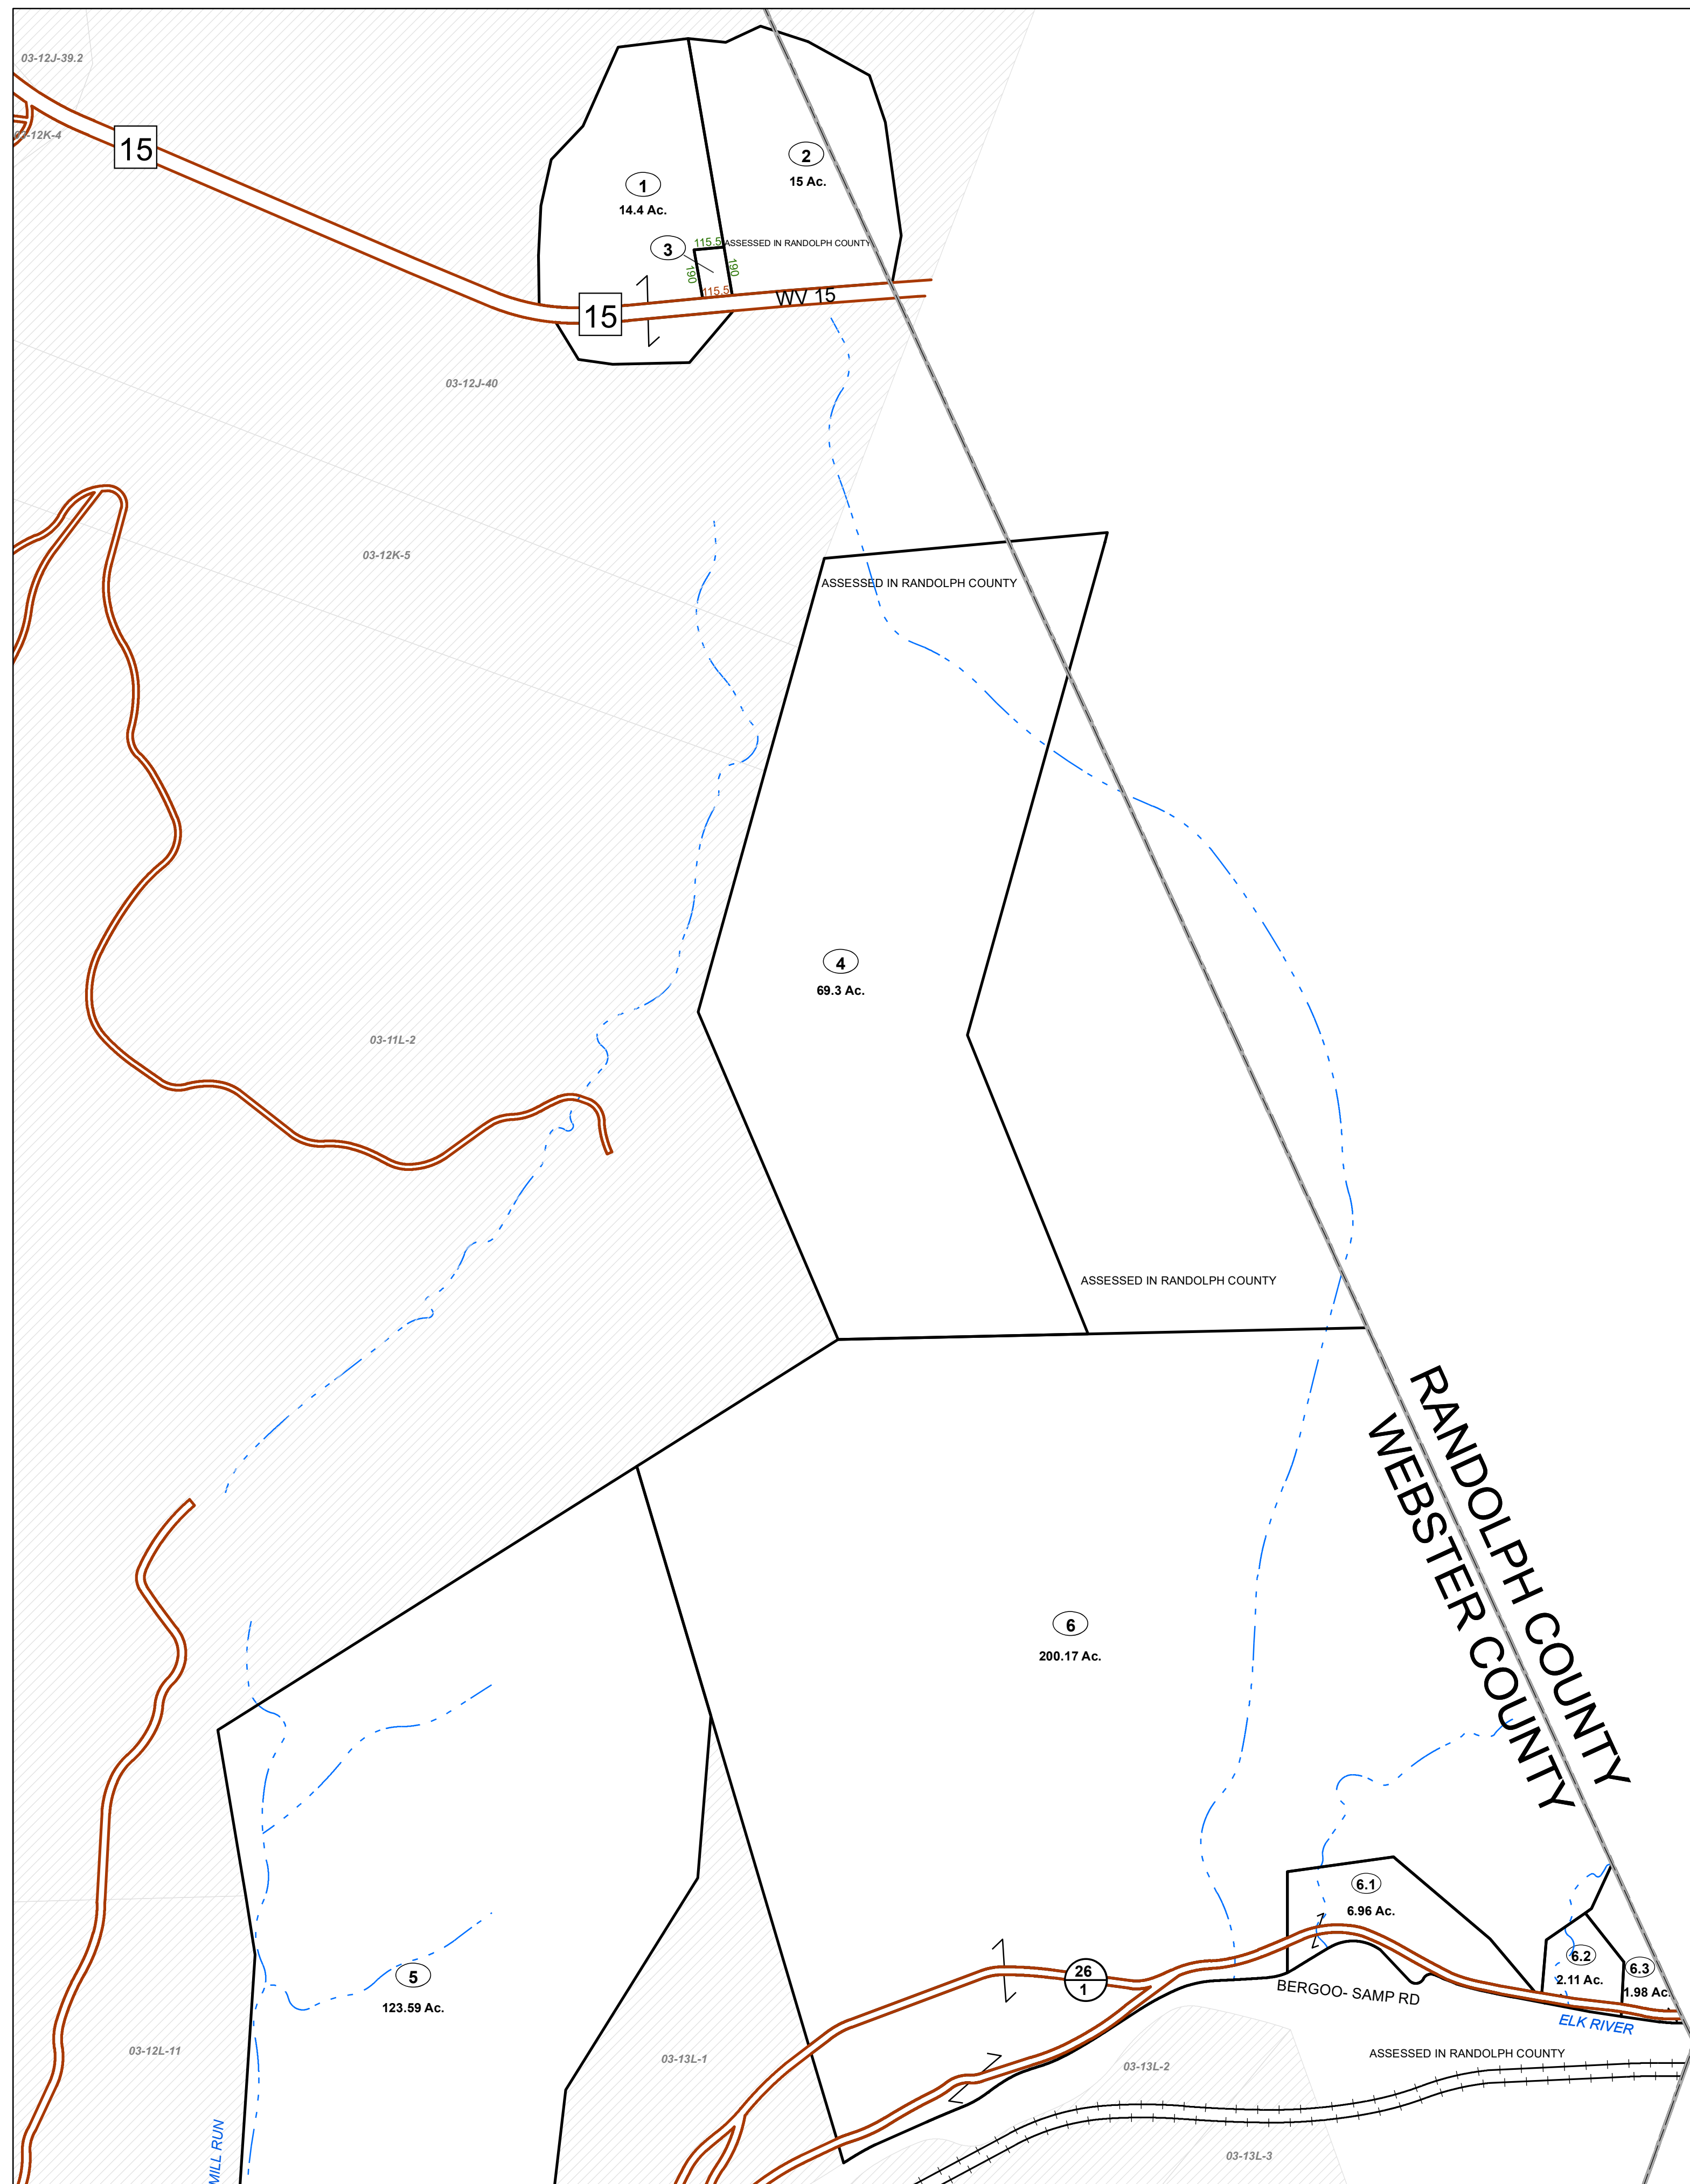 03-12J-39.2
03-12K-4
15
2
15 Ac.
1
14.4 Ac.
3
115.5
ASSESSED IN RANDOLPH COUNTY
190
190
115.5
WV 15
15
03-12J-40
03-12K-5
ASSESSED IN RANDOLPH COUNTY
4
69.3 Ac.
03-11L-2
ASSESSED IN RANDOLPH COUNTY
RANDOLPH COUNTY
WEBSTER COUNTY
6
200.17 Ac.
6.1
6.96 Ac.
6.2
2.11 Ac.
6.3
1.98 Ac.
26
1
5
123.59 Ac.
BERGOO- SAMP RD
ELK RIVER
03-12L-11
03-13L-1
03-13L-2
ASSESSED IN RANDOLPH COUNTY
MILL RUN
03-13L-3